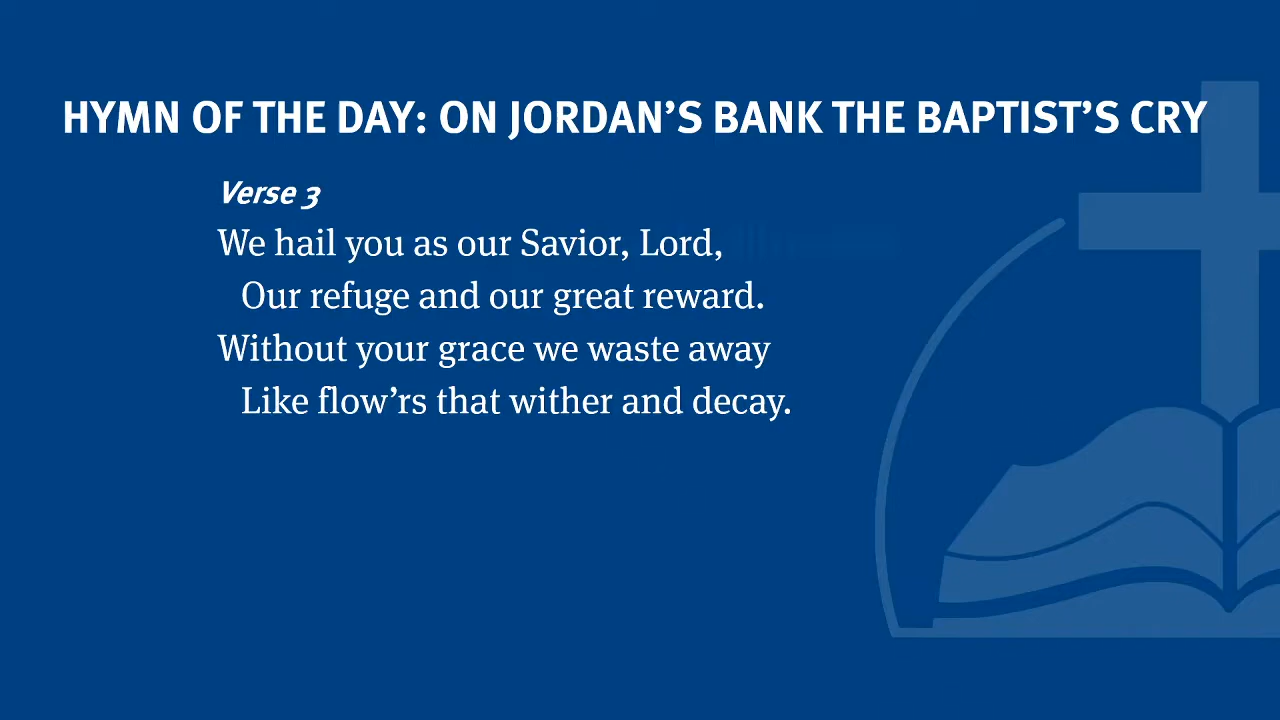 HYMN OF THE DAY: ON JORDAN’S BANK THE BAPTIST’S CRY
Verse 3
We hail you as our Savior, Lord,
Our refuge and our great reward.
Without your grace we waste away
Like flow’rs that wither and decay.